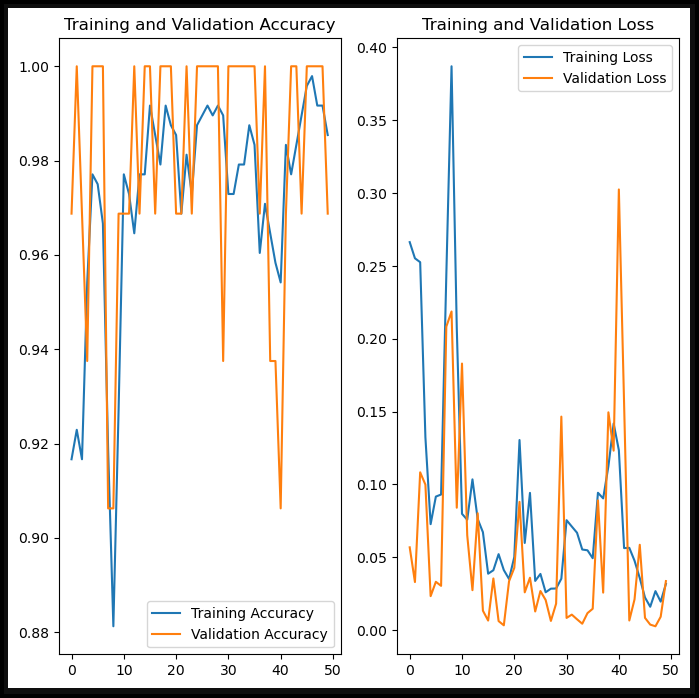 Training and Validation Accuracy
1.00
0.98
0.96
0.94
0.92
0.90
0.88
0 10 20 30 40 50
Training Accuracy
Validation Accuracy
Training and Validation Loss
0.40
0.35
0.30
0.25
0.20
0.15
0.10
0.05
0.00
0 10 20 30 40 50
Training Loss
Validation Loss